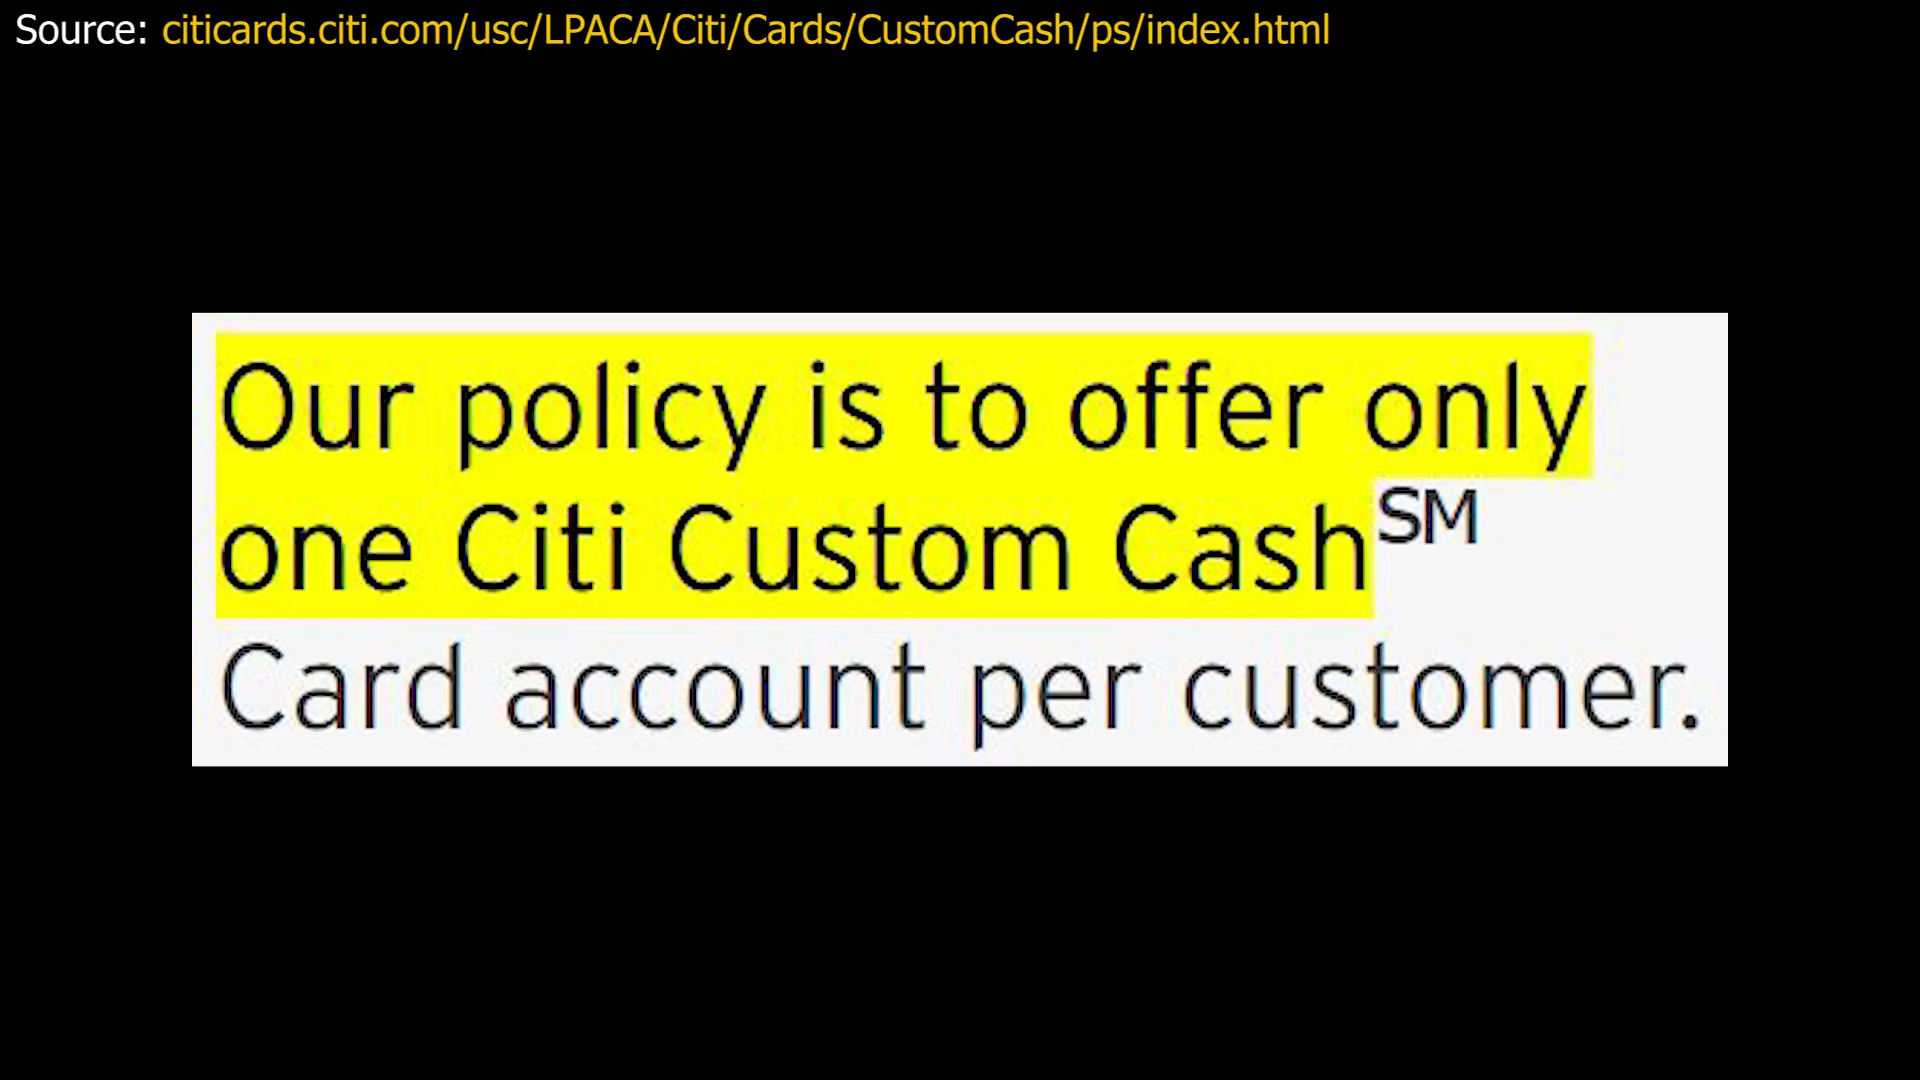 Source: citicards.citi.com/usc/LPACA/Citi/Cards/CustomCash/ps/index.html
Our policy is to offer only
one Citi Custom Cash℠
Card account per customer.